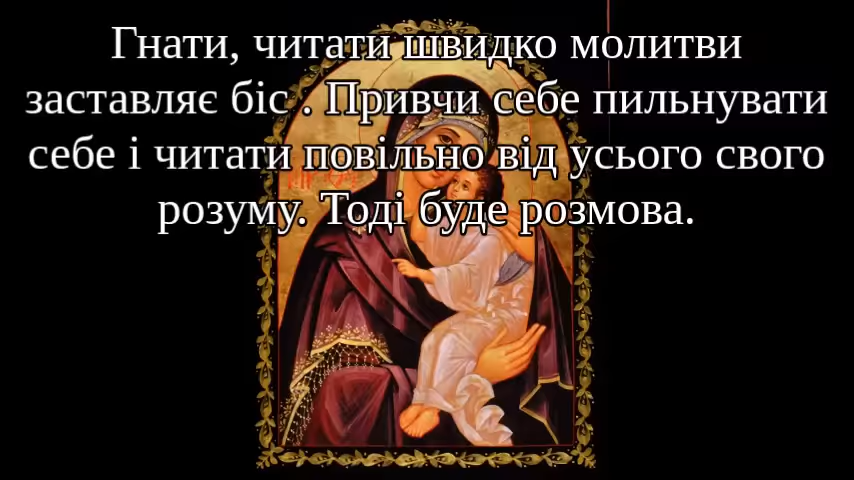 Гнати, читати швидко молитви
заставляє біс . Привчи себе пильнувати
себе і читати повільно від усього свого
розуму. Тоді буде розмова.